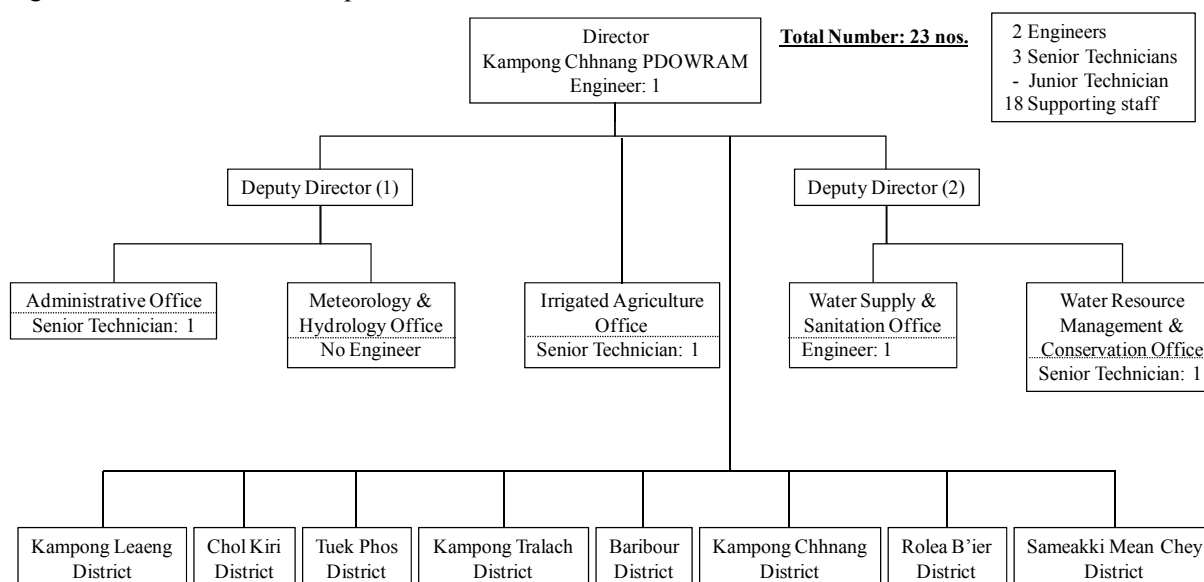 Director
Kampong Chhnang PDOWRAM
Engineer: 1
Total Number: 23 nos.
2 Engineers
3 Senior Technicians
- Junior Technician
18 Supporting staff
Deputy Director (1)
Deputy Director (2)
Administrative Office
Senior Technician: 1
Meteorology &
Hydrology Office
No Engineer
Irrigated Agriculture
Office
Senior Technician: 1
Water Supply &
Sanitation Office
Engineer: 1
Water Resource
Management &
Conservation Office
Senior Technician: 1
Kampong Leaeng
District
Chol Kiri
District
Tuek Phos
District
Kampong Tralach
District
Baribour
District
Kampong Chhnang
District
Rolea B'ier
District
Sameakki Mean Chey
District